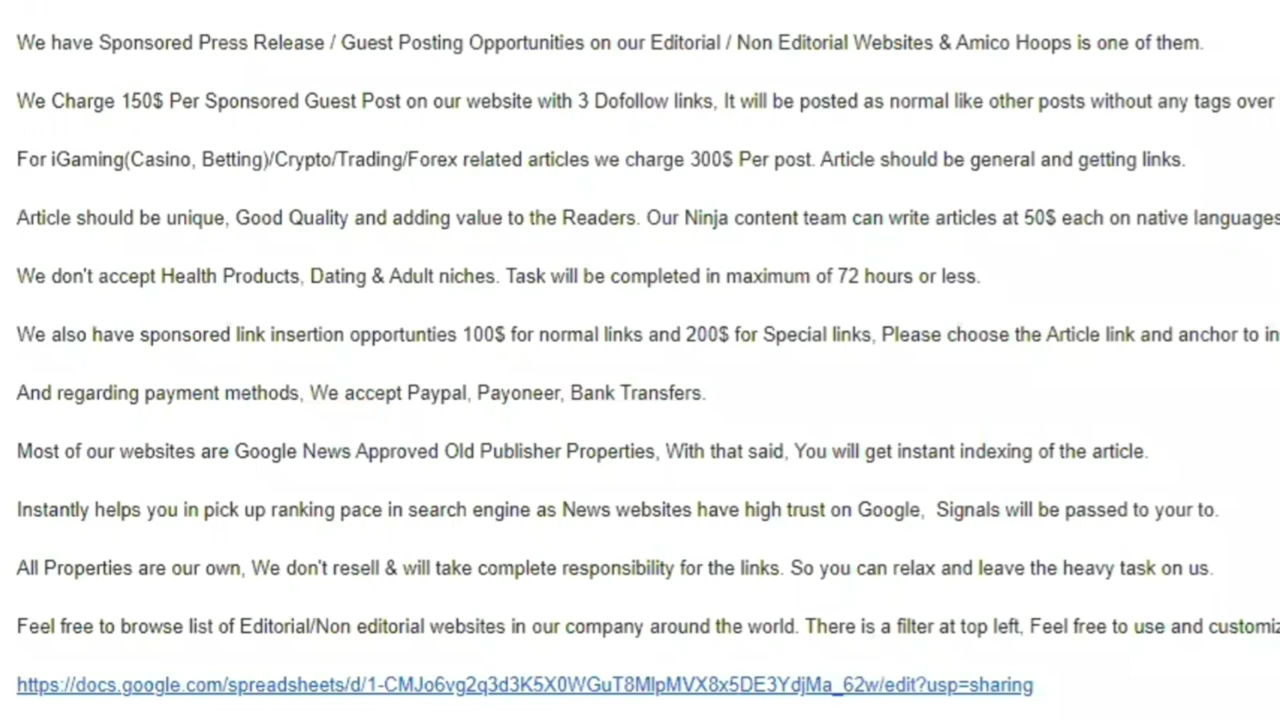 We have Sponsored Press Release / Guest Posting Opportunities on our Editorial / Non Editorial Websites & Amico Hoops is one of them.
We Charge 150$ Per Sponsored Guest Post on our website with 3 Dofollow links, It will be posted as normal like other posts without any tags over
For iGaming(Casino, Betting)/Crypto/Trading/Forex related articles we charge 300$ Per post. Article should be general and getting links.
Article should be unique, Good Quality and adding value to the Readers. Our Ninja content team can write articles at 50$ each on native languages
We don't accept Health Products, Dating & Adult niches. Task will be completed in maximum of 72 hours or less.
We also have sponsored link insertion opportunties 100$ for normal links and 200$ for Special links, Please choose the Article link and anchor to in
And regarding payment methods, We accept Paypal, Payoneer, Bank Transfers.
Most of our websites are Google News Approved Old Publisher Properties, With that said, You will get instant indexing of the article.
Instantly helps you in pick up ranking pace in search engine as News websites have high trust on Google,  Signals will be passed to your to.
All Properties are our own, We don't resell & will take complete responsibility for the links. So you can relax and leave the heavy task on us.
Feel free to browse list of Editorial/Non editorial websites in our company around the world. There is a filter at top left, Feel free to use and customiz
https://docs.google.com/spreadsheets/d/1-CMJo6vg2q3d3K5X0WGuT8MlpMVX8x5DE3YdjMa_62w/edit?usp=sharing